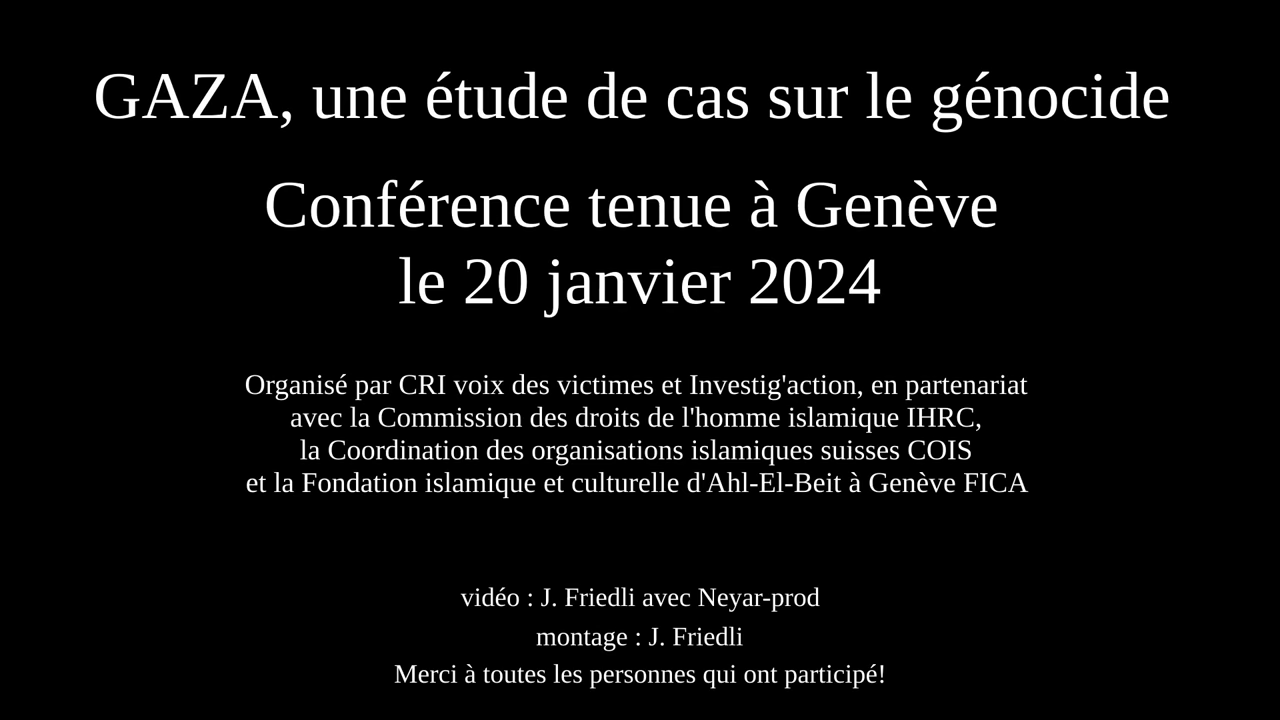 GAZA, une étude de cas sur le génocide
Conférence tenue à Genève
le 20 janvier 2024
Organisé par CRI voix des victimes et Investig'action, en partenariat
avec la Commission des droits de l'homme islamique IHRC,
la Coordination des organisations islamiques suisses COIS
et la Fondation islamique et culturelle d'Ahl-El-Beit à Genève FICA
vidéo : J. Friedli avec Neyar-prod
montage : J. Friedli
Merci à toutes les personnes qui ont participé!